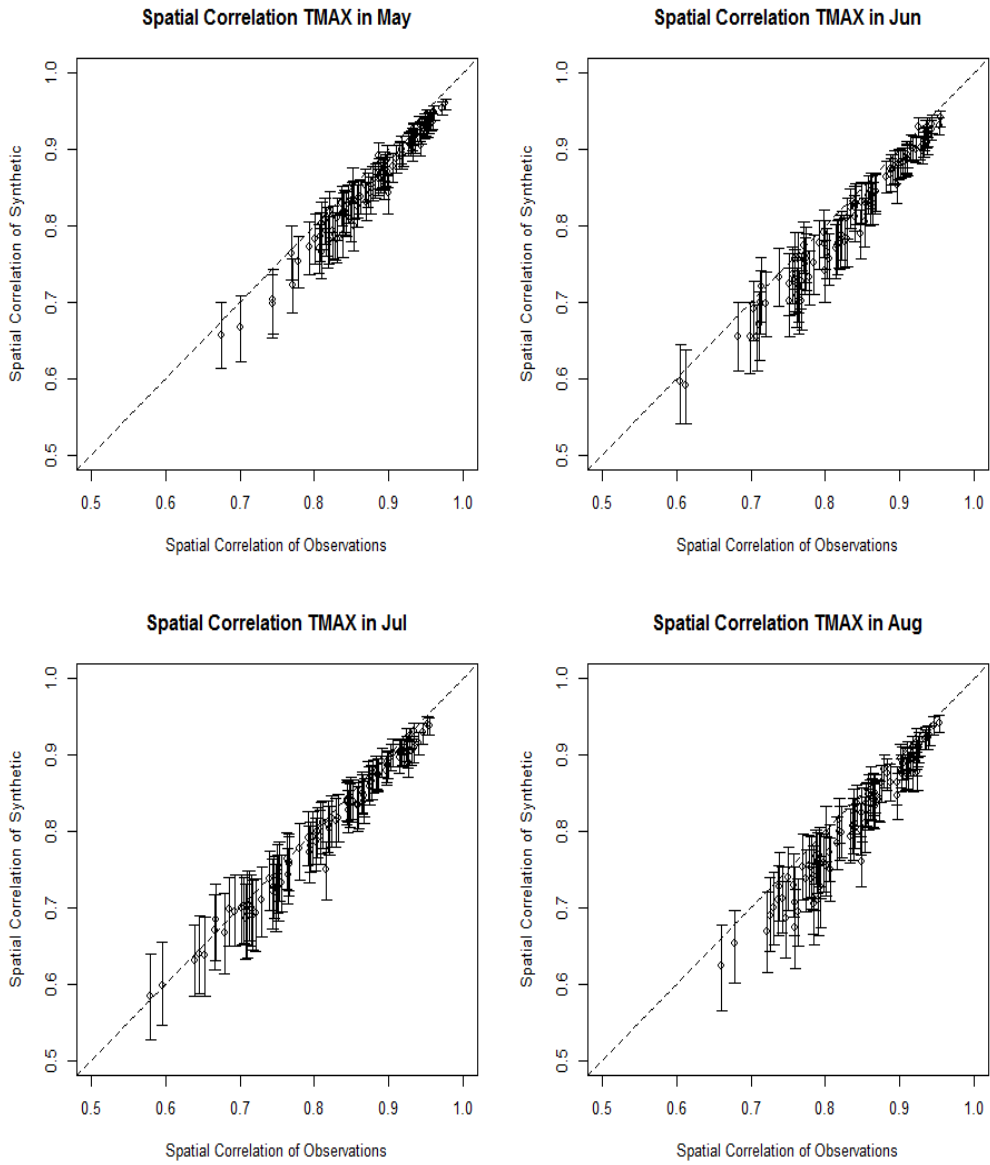 Spatial Correlation TMAX in May
Spatial Correlation of Synthetic
1.0
0.9
0.8
0.7
0.6
0.5
0.5 0.6 0.7 0.8 0.9 1.0
Spatial Correlation of Observations
Spatial Correlation TMAX in Jun
Spatial Correlation of Synthetic
1.0
0.9
0.8
0.7
0.6
0.5
0.5 0.6 0.7 0.8 0.9 1.0
Spatial Correlation of Observations
Spatial Correlation TMAX in Jul
Spatial Correlation of Synthetic
1.0
0.9
0.8
0.7
0.6
0.5
0.5 0.6 0.7 0.8 0.9 1.0
Spatial Correlation of Observations
Spatial Correlation TMAX in Aug
Spatial Correlation of Synthetic
1.0
0.9
0.8
0.7
0.6
0.5
0.5 0.6 0.7 0.8 0.9 1.0
Spatial Correlation of Observations